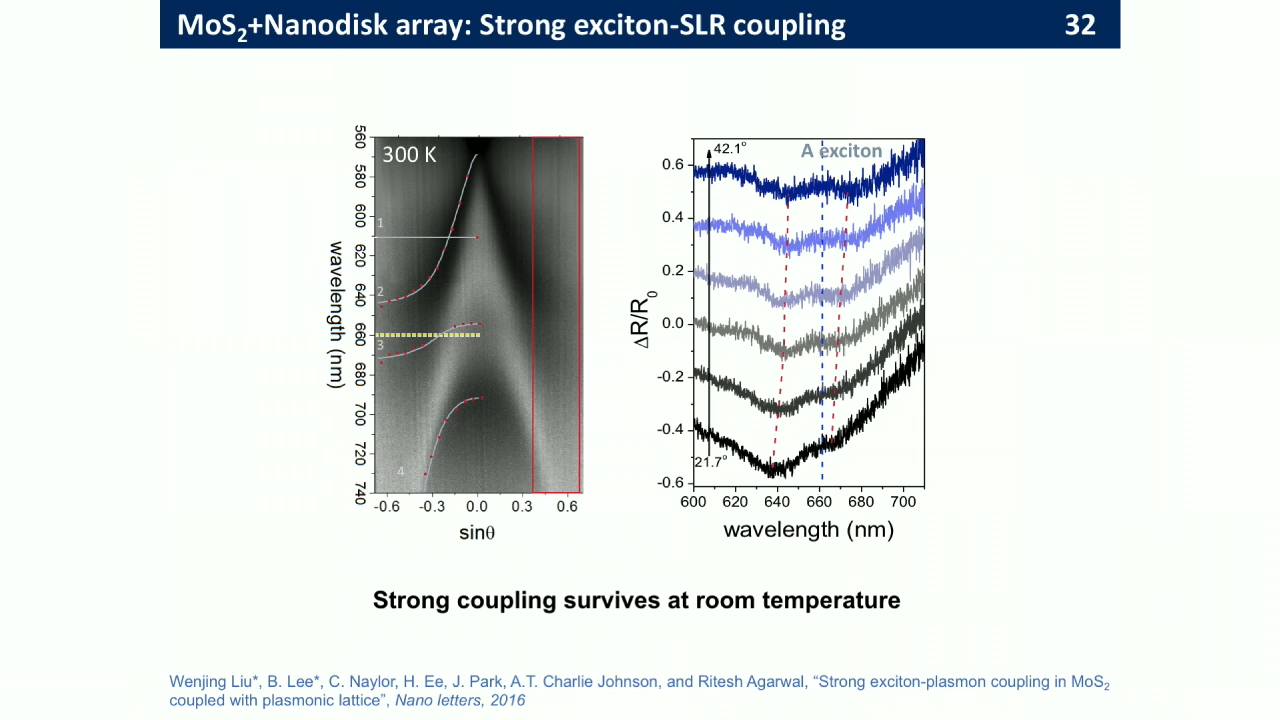 MoS2+Nanodisk array: Strong exciton-SLR coupling 32
300 K
560
580
600
620
640
660
680
700
720
740
wavelength (nm)
1
2
3
4
-0.6 -0.3 0.0 0.3 0.6
sinθ
42.1°
A exciton
21.7°
0.6
0.4
0.2
0.0
-0.2
-0.4
-0.6
ΔR/R0
600 620 640 660 680 700
wavelength (nm)
Strong coupling survives at room temperature
Wenjing Liu*, B. Lee*, C. Naylor, H. Ee, J. Park, A.T. Charlie Johnson, and Ritesh Agarwal, “Strong exciton-plasmon coupling in MoS2
coupled with plasmonic lattice”, Nano letters, 2016